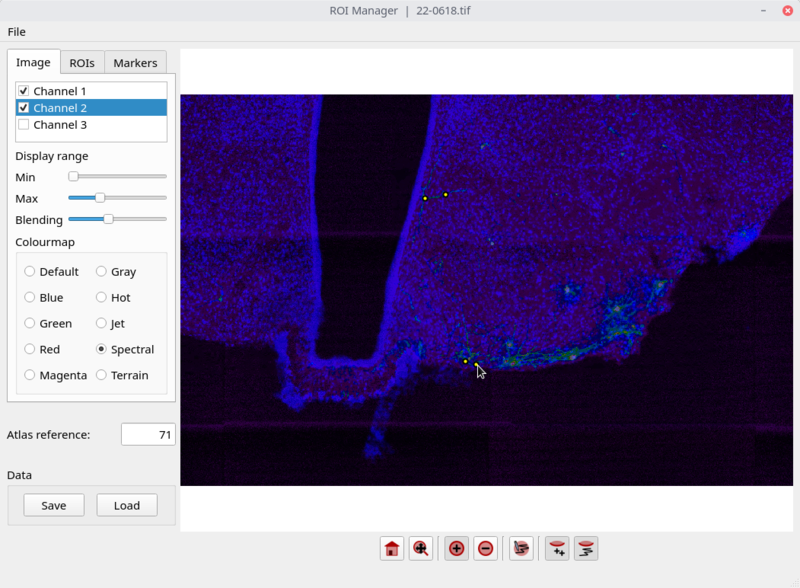 ROI Manager | 22-0618.tif
File
Image ROIs Markers
Channel 1
Channel 2
Channel 3
Display range
Min
Max
Blending
Colourmap
Default Gray
Blue Hot
Green Jet
Red Spectral
Magenta Terrain
Atlas reference: 71
Data
Save Load